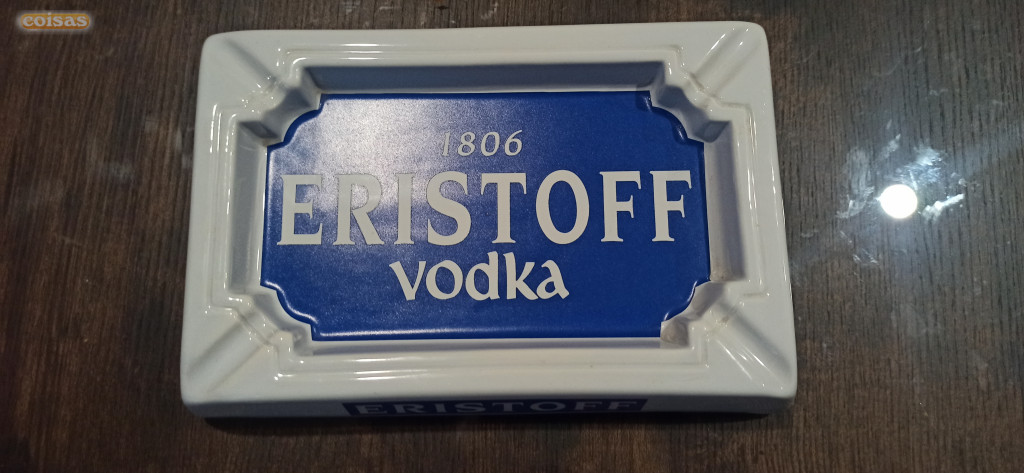 coisas
1806
ERISTOFF
vodka
ERISTOFF